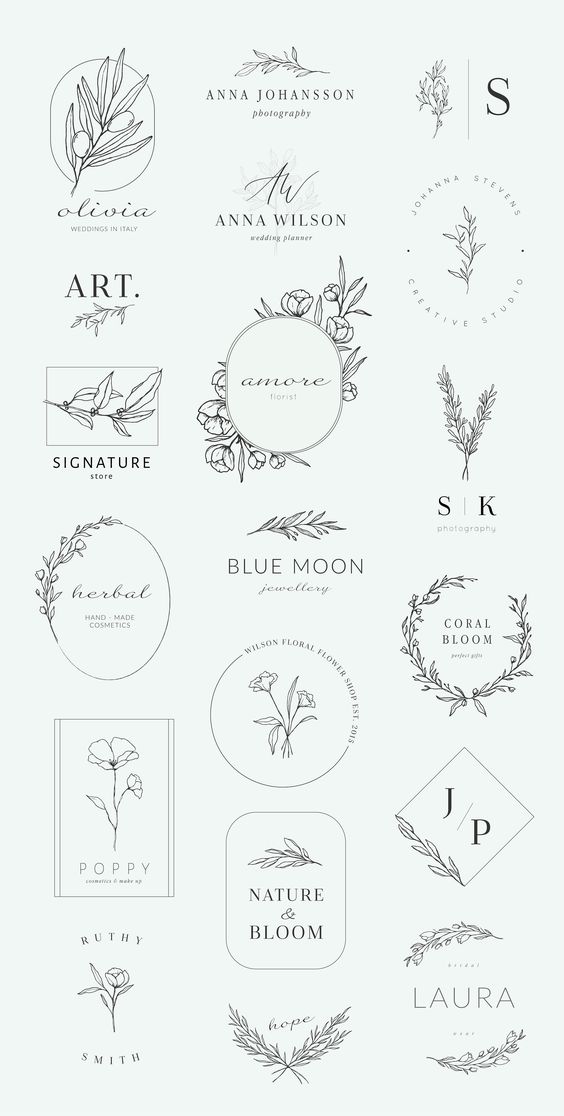 olivia
WEDDINGS IN ITALY
ART.
SIGNATURE
store
herbal
HAND - MADE
COSMETICS
POPPY
cosmetics & make up
RUTHY
SMITH
ANNA JOHANSSON
photography
AW
ANNA WILSON
wedding planner
amore
florist
BLUE MOON
jewellery
WILSON FLORAL FLOWER SHOP EST. 2015
NATURE
&
BLOOM
hope
S
JOHANNA STEVENS
CREATIVE STUDIO
S | K
photography
CORAL
BLOOM
perfect gifts
J / P
bridal
LAURA
wear